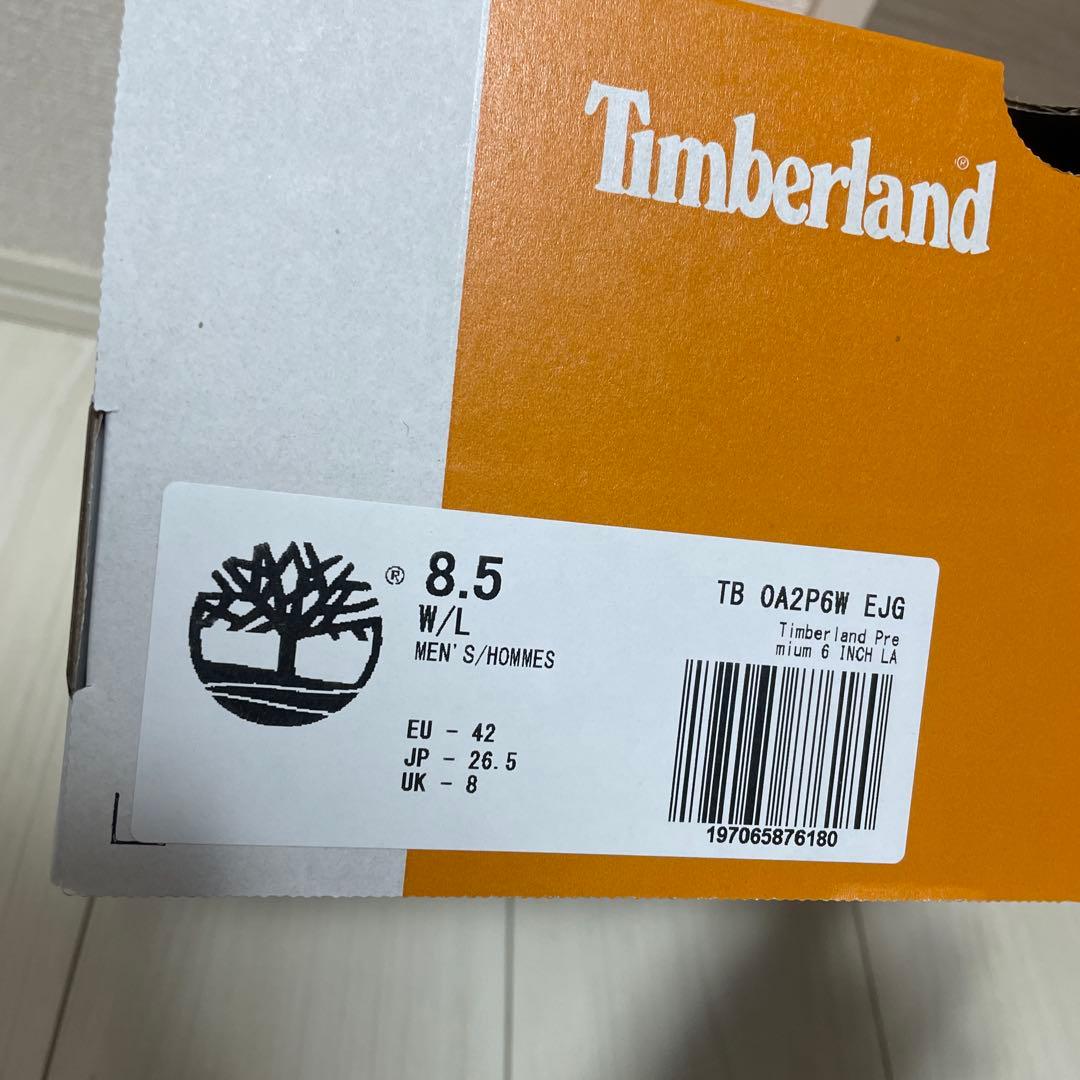 Timberland®
® 8.5
W/L
MEN'S/HOMMES
EU - 42
JP - 26.5
UK - 8
TB 0A2P6W EJG
Timberland Pre
mium 6 INCH LA
197065876180